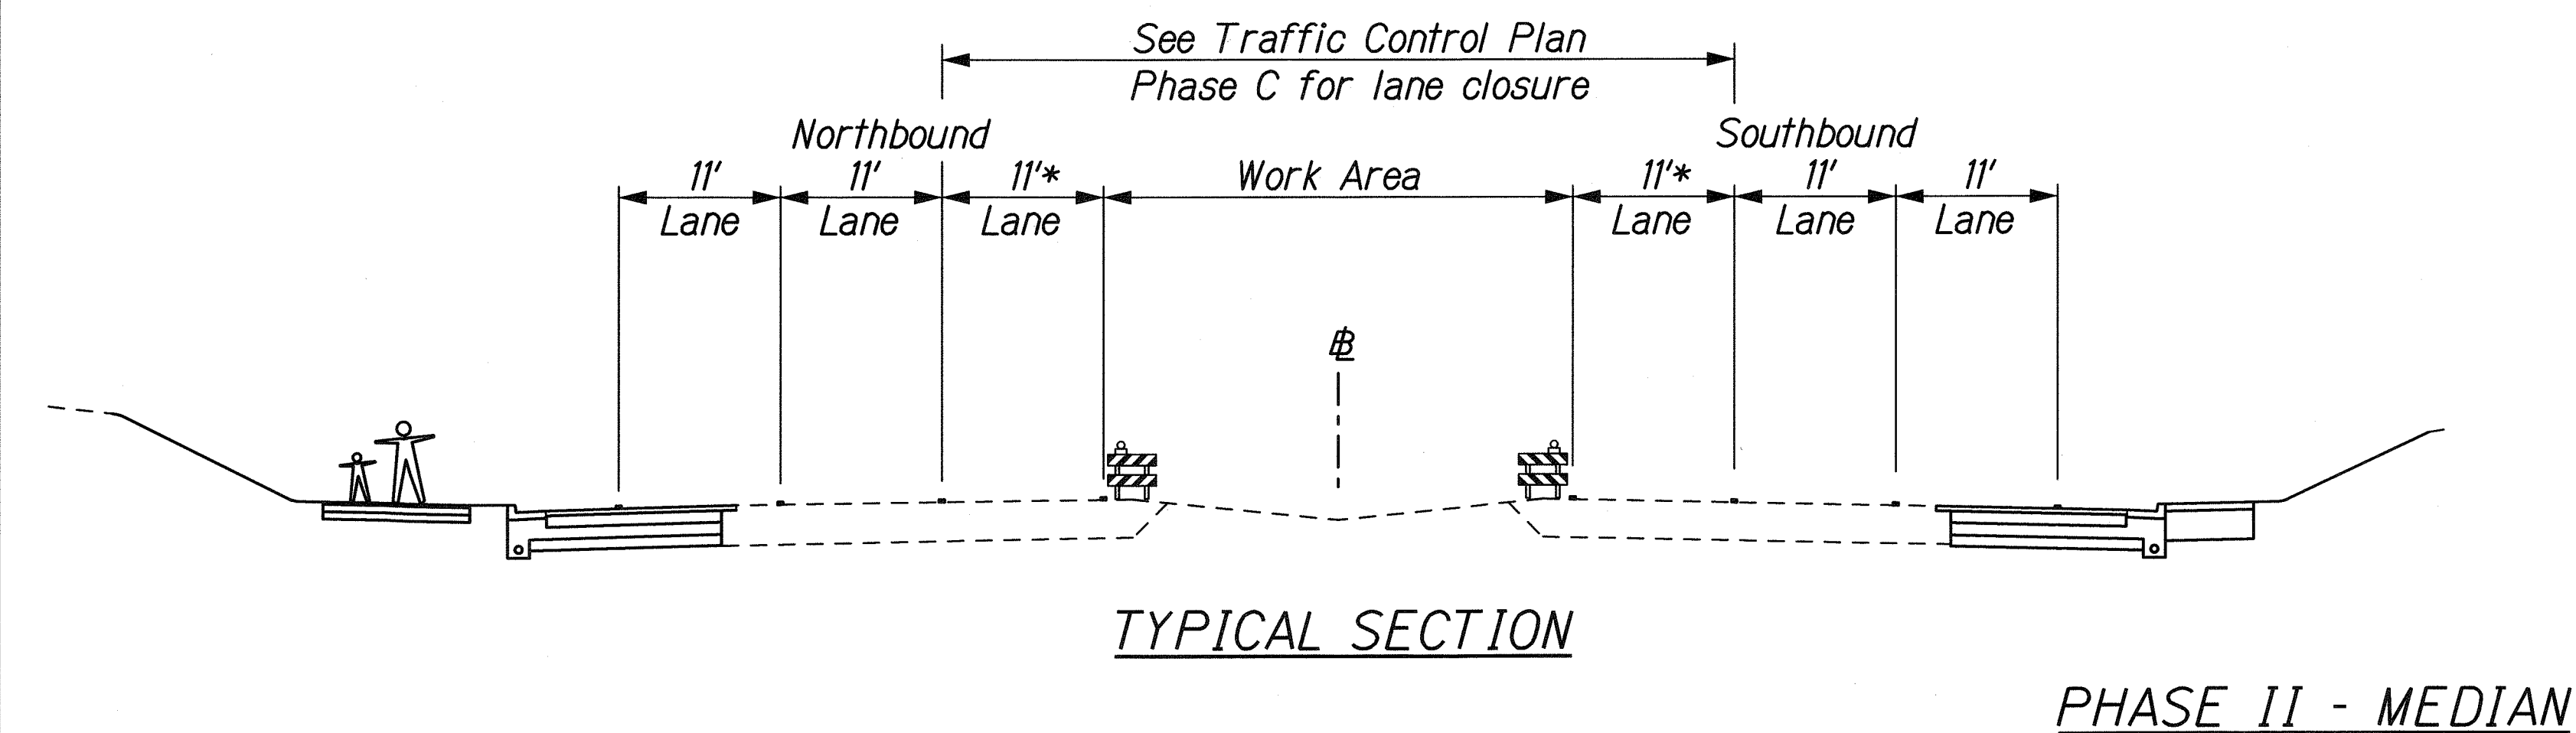 See Traffic Control Plan
Phase C for lane closure
Northbound
Southbound
11' 11' 11'* Work Area 11'* 11' 11'
Lane Lane Lane Lane Lane Lane
BL
TYPICAL SECTION
PHASE II - MEDIAN